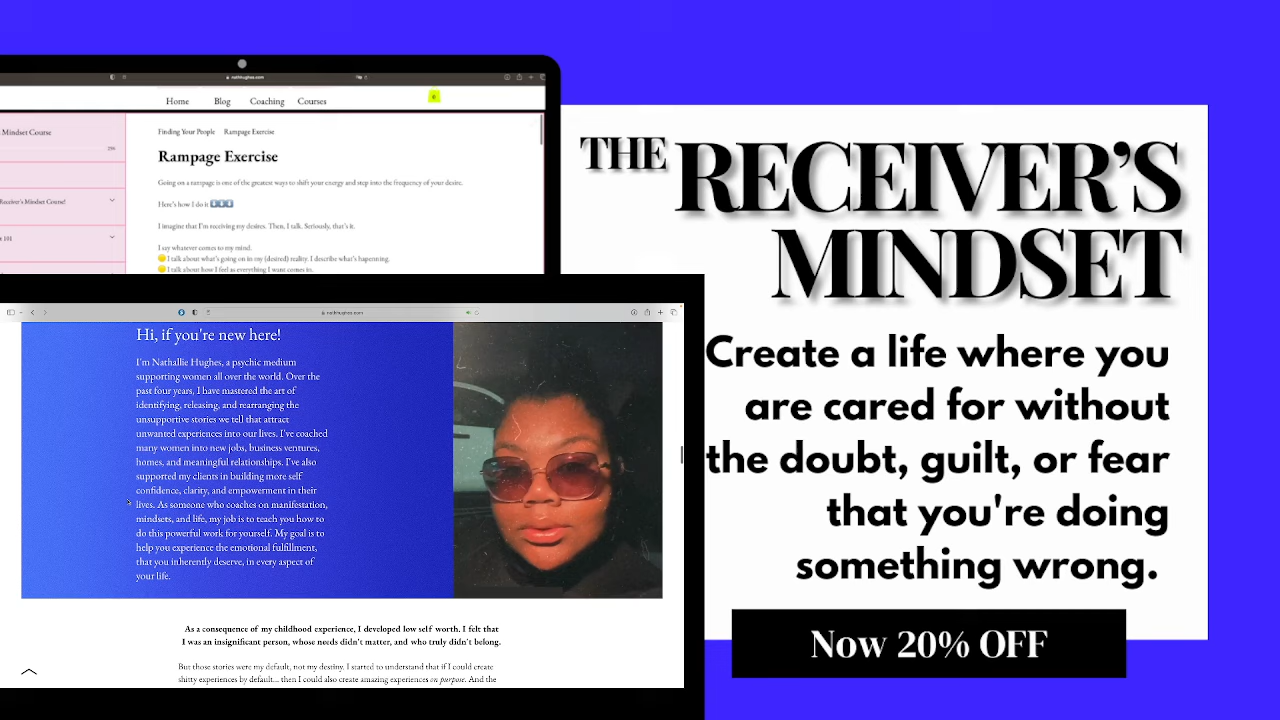 nathhughes.com
Home Blog Coaching Courses
0
Mindset Course
Receiver's Mindset Course!
101
Finding Your People Rampage Exercise
Rampage Exercise
Going on a rampage is one of the greatest ways to shift your energy and step into the frequency of your desire.
Here's how I do it ⬇️⬇️⬇️
I imagine that I'm receiving my desires. Then, I talk. Seriously, that's it.
I say whatever comes to my mind.
I talk about what's going on in my (desired) reality. I describe what's happening.
I talk about how I feel as everything I want comes in.
THE RECEIVER'S
MINDSET
Create a life where you
are cared for without
the doubt, guilt, or fear
that you're doing
something wrong.
Now 20% OFF
nathhughes.com
Hi, if you're new here!
I'm Nathallie Hughes, a psychic medium
supporting women all over the world. Over the
past four years, I have mastered the art of
identifying, releasing, and rearranging the
unsupportive stories we tell that attract
unwanted experiences into our lives. I've coached
many women into new jobs, business ventures,
homes, and meaningful relationships. I've also
supported my clients in building more self
confidence, clarity, and empowerment in their
lives. As someone who coaches on manifestation,
mindsets, and life, my job is to teach you how to
do this powerful work for yourself. My goal is to
help you experience the emotional fulfillment,
that you inherently deserve, in every aspect of
your life.
As a consequence of my childhood experience, I developed low self worth. I felt that
I was an insignificant person, whose needs didn't matter, and who truly didn't belong.
But those stories were my default, not my destiny. I started to understand that if I could create
shitty experiences by default... then I could also create amazing experiences on purpose. And the